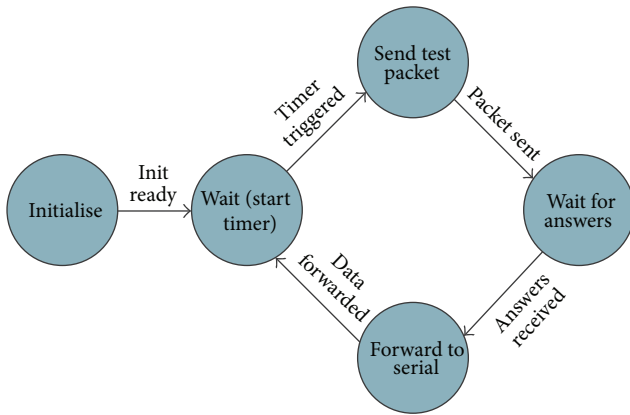 Initialise
Init
ready
Wait (start
timer)
Timer
triggered
Send test
packet
Packet sent
Wait for
answers
Answers
received
Forward to
serial
Data
forwarded